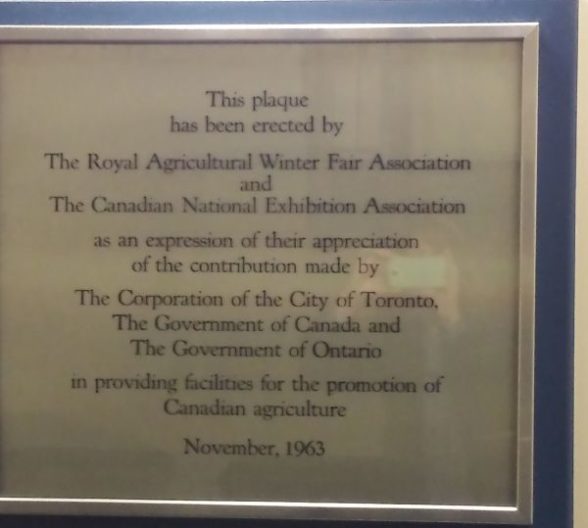 This plaque
has been erected by
The Royal Agricultural Winter Fair Association
and
The Canadian National Exhibition Association
as an expression of their appreciation
of the contribution made by
The Corporation of the City of Toronto,
The Government of Canada and
The Government of Ontario
in providing facilities for the promotion of
Canadian agriculture
November, 1963